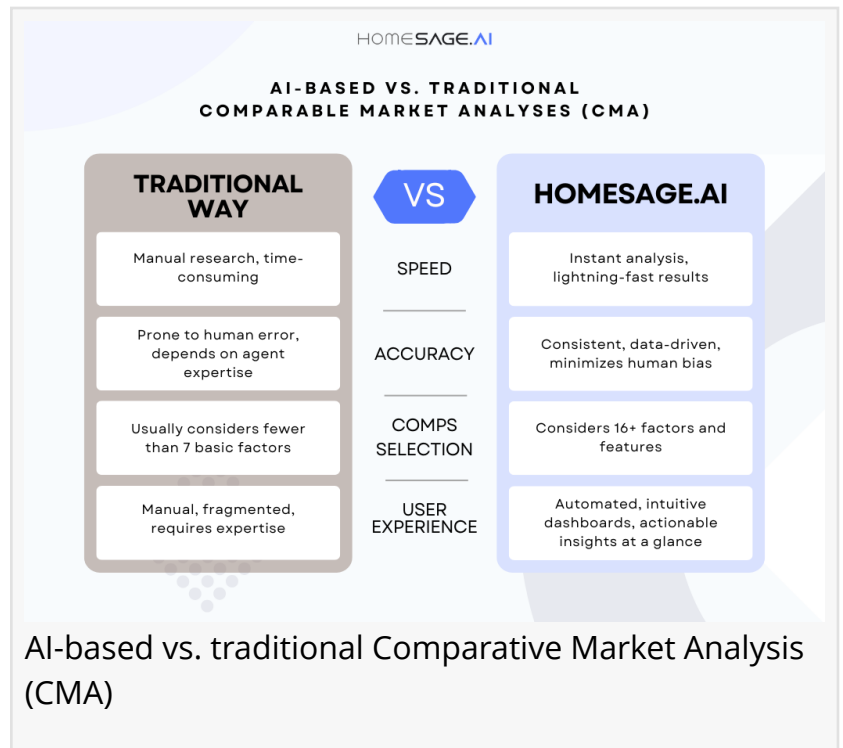 HOMESAGE.AI
AI-BASED VS. TRADITIONAL
COMPARABLE MARKET ANALYSES (CMA)
TRADITIONAL
WAY
VS
HOMESAGE.AI
Manual research, time-
consuming
SPEED
Instant analysis,
lightning-fast results
Prone to human error,
depends on agent
expertise
ACCURACY
Consistent, data-driven,
minimizes human bias
Usually considers fewer
than 7 basic factors
COMPS
SELECTION
Considers 16+ factors and
features
Manual, fragmented,
requires expertise
USER
EXPERIENCE
Automated, intuitive
dashboards, actionable
insights at a glance
AI-based vs. traditional Comparative Market Analysis
(CMA)